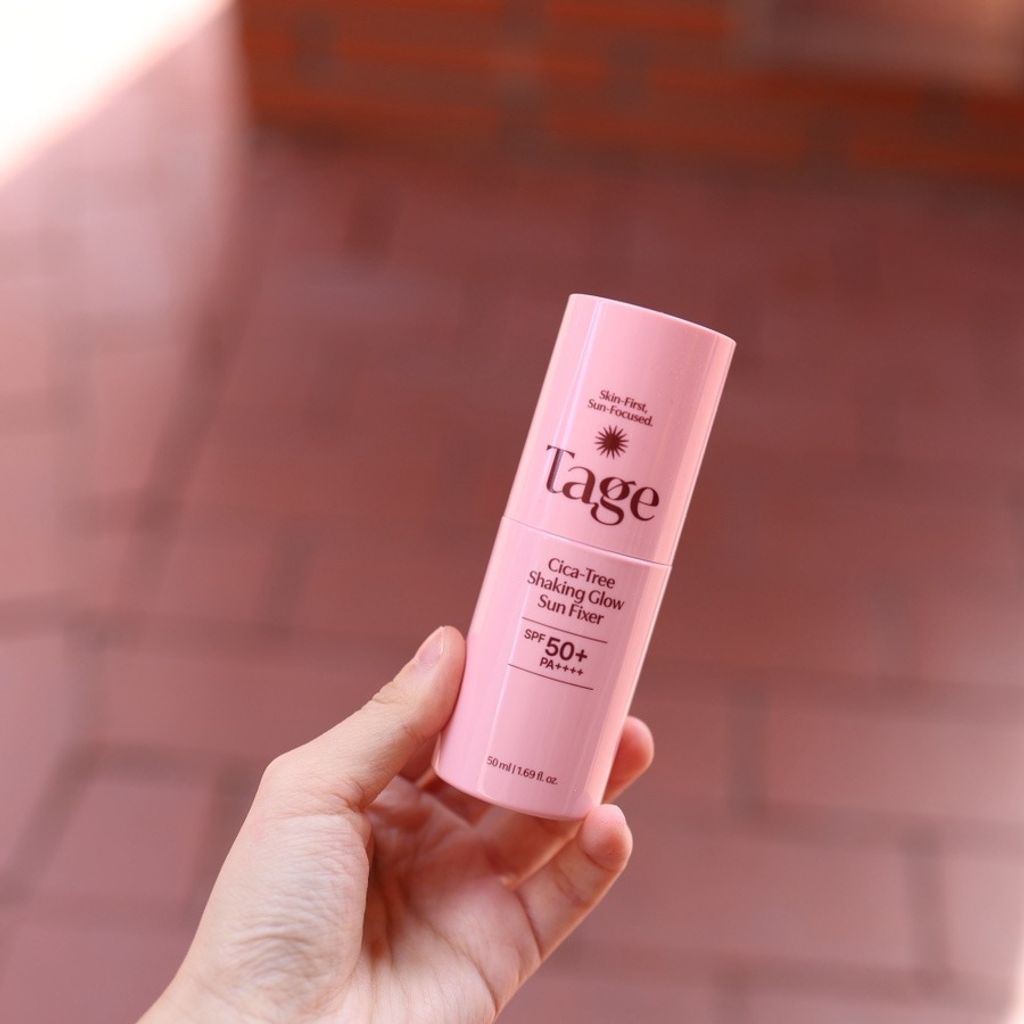 Skin-First,
Sun-Focused.
Tage
Cica-Tree
Shaking Glow
Sun Fixer
SPF 50+
PA++++
50 ml | 1.69 fl. oz.